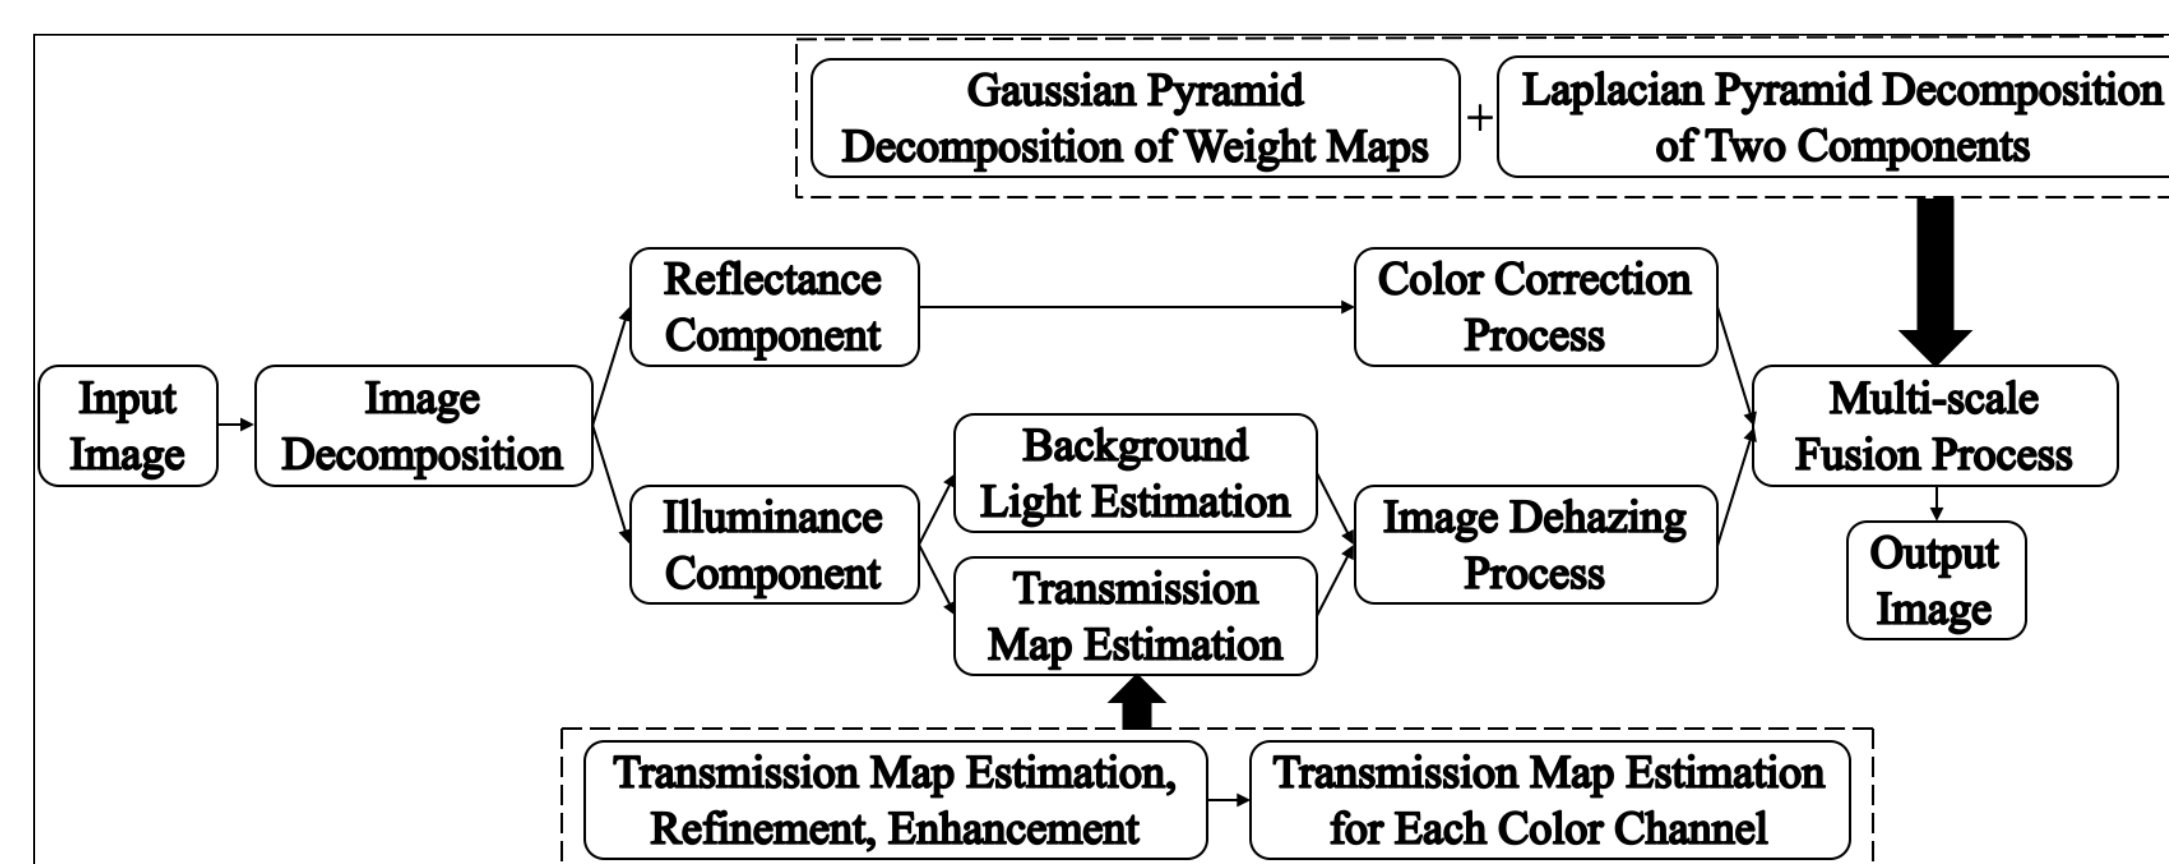 Gaussian Pyramid
Decomposition of Weight Maps
+
Laplacian Pyramid Decomposition
of Two Components
Reflectance
Component
Color Correction
Process
Input
Image
Image
Decomposition
Multi-scale
Fusion Process
Background
Light Estimation
Illuminance
Component
Image Dehazing
Process
Transmission
Map Estimation
Output
Image
Transmission Map Estimation,
Refinement, Enhancement
Transmission Map Estimation
for Each Color Channel